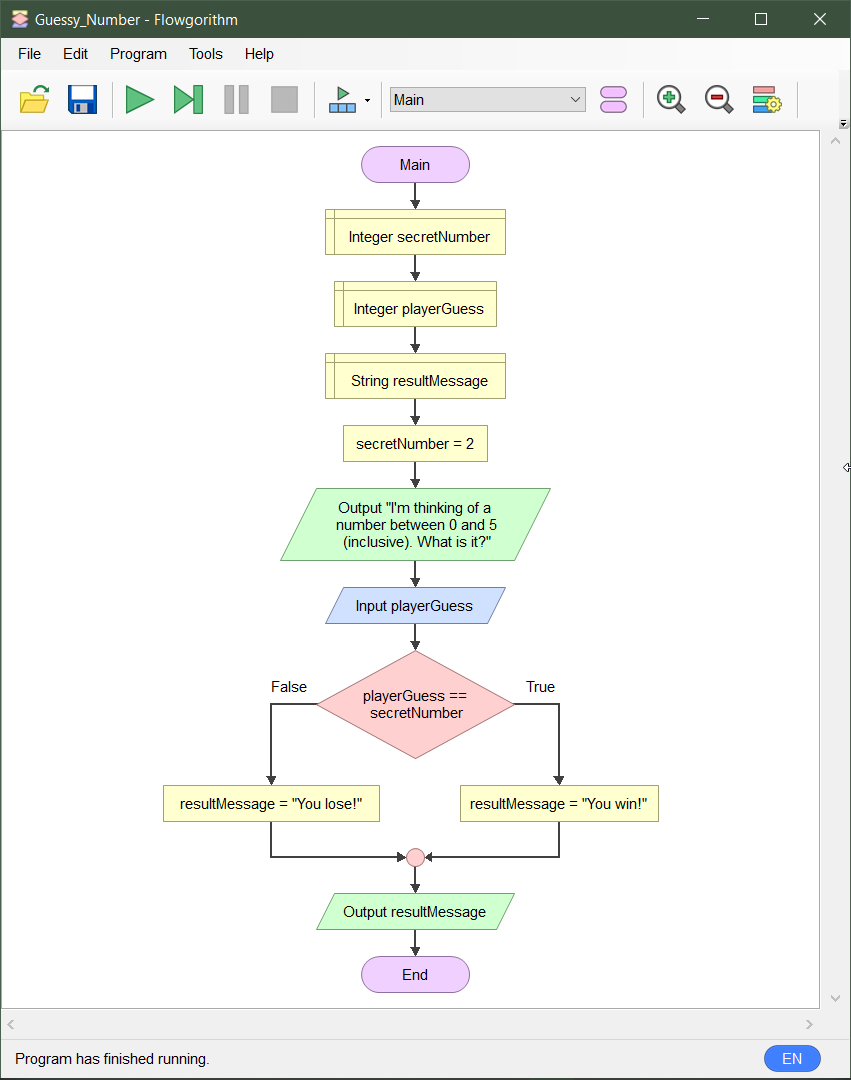 Guessy_Number - Flowgorithm
File Edit Program Tools Help
Main
Main
Integer secretNumber
Integer playerGuess
String resultMessage
secretNumber = 2
Output "I'm thinking of a
number between 0 and 5
(inclusive). What is it?"
Input playerGuess
False
True
playerGuess ==
secretNumber
resultMessage = "You lose!"
resultMessage = "You win!"
Output resultMessage
End
Program has finished running.
EN